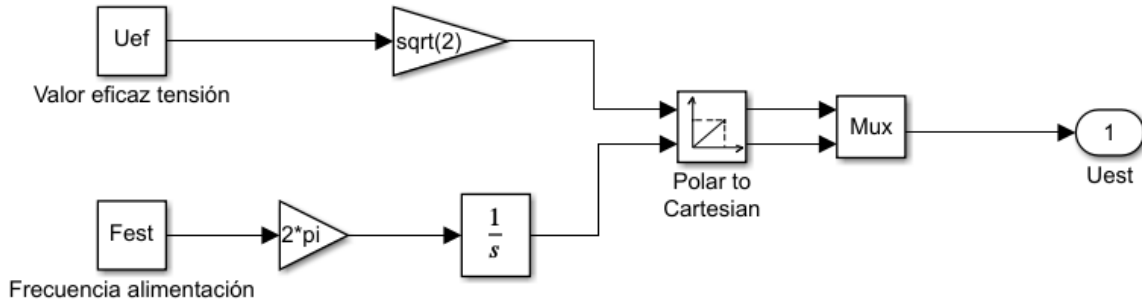 Uef
sqrt(2)
Valor eficaz tensión
Mux
1
Polar to
Cartesian
Uest
Fest
2*pi
1
s
Frecuencia alimentación